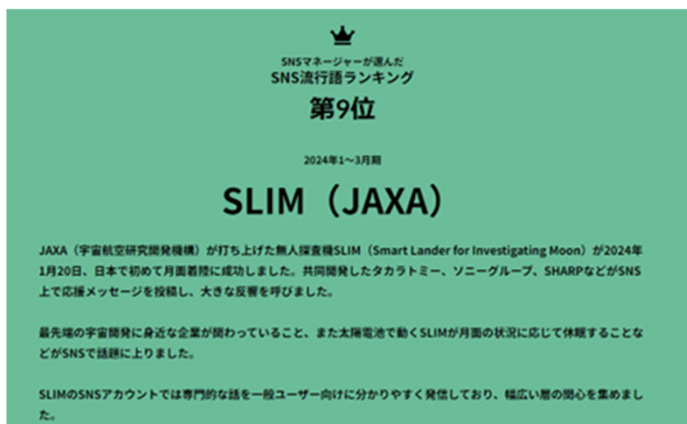 SNSマネージャーが選んだ
SNS流行語ランキング
第9位
2024年1〜3月期
SLIM（JAXA）
JAXA（宇宙航空研究開発機構）が打ち上げた無人探査機SLIM（Smart Lander for Investigating Moon）が2024年
1月20日、日本で初めて月面着陸に成功しました。共同開発したタカラトミー、ソニーグループ、SHARPなどがSNS
上で応援メッセージを投稿し、大きな反響を呼びました。
最先端の宇宙開発に身近な企業が関わっていること、また太陽電池で動くSLIMが月面の状況に応じて休眠することな
どがSNSで話題に上りました。
SLIMのSNSアカウントでは専門的な話を一般ユーザー向けに分かりやすく発信しており、幅広い層の関心を集めまし
た。